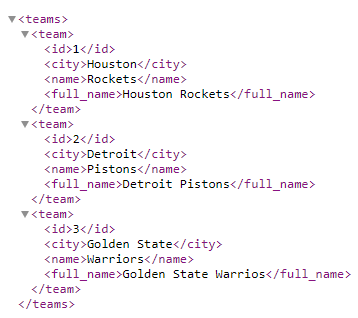 <teams>
<team>
<id>1</id>
<city>Houston</city>
<name>Rockets</name>
<full_name>Houston Rockets</full_name>
</team>
<team>
<id>2</id>
<city>Detroit</city>
<name>Pistons</name>
<full_name>Detroit Pistons</full_name>
</team>
<team>
<id>3</id>
<city>Golden State</city>
<name>Warriors</name>
<full_name>Golden State Warrios</full_name>
</team>
</teams>